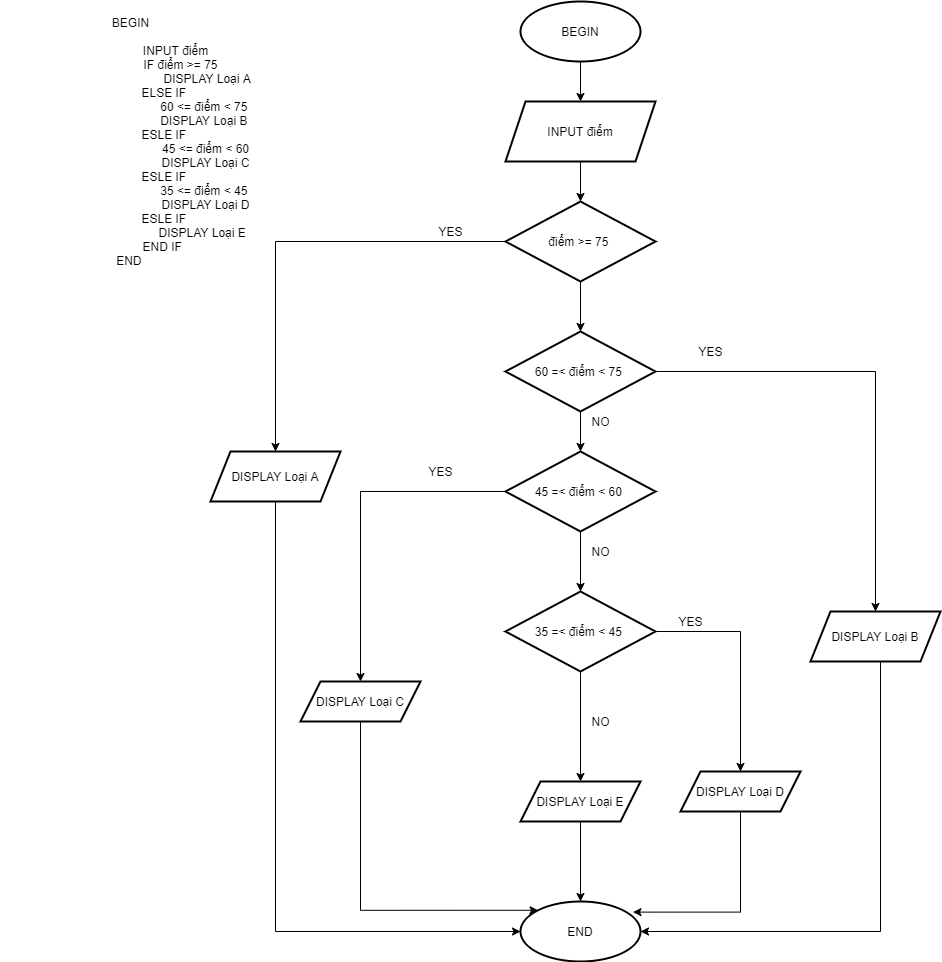 BEGIN
INPUT điểm
IF điểm >= 75
DISPLAY Loại A
ELSE IF
60 <= điểm < 75
DISPLAY Loại B
ESLE IF
45 <= điểm < 60
DISPLAY Loại C
ESLE IF
35 <= điểm < 45
DISPLAY Loại D
ESLE IF
DISPLAY Loại E
END IF
END
BEGIN
INPUT điểm
điểm >= 75
YES
60 =< điểm < 75
YES
NO
DISPLAY Loại A
45 =< điểm < 60
YES
NO
35 =< điểm < 45
YES
DISPLAY Loại B
DISPLAY Loại C
NO
DISPLAY Loại E
DISPLAY Loại D
END